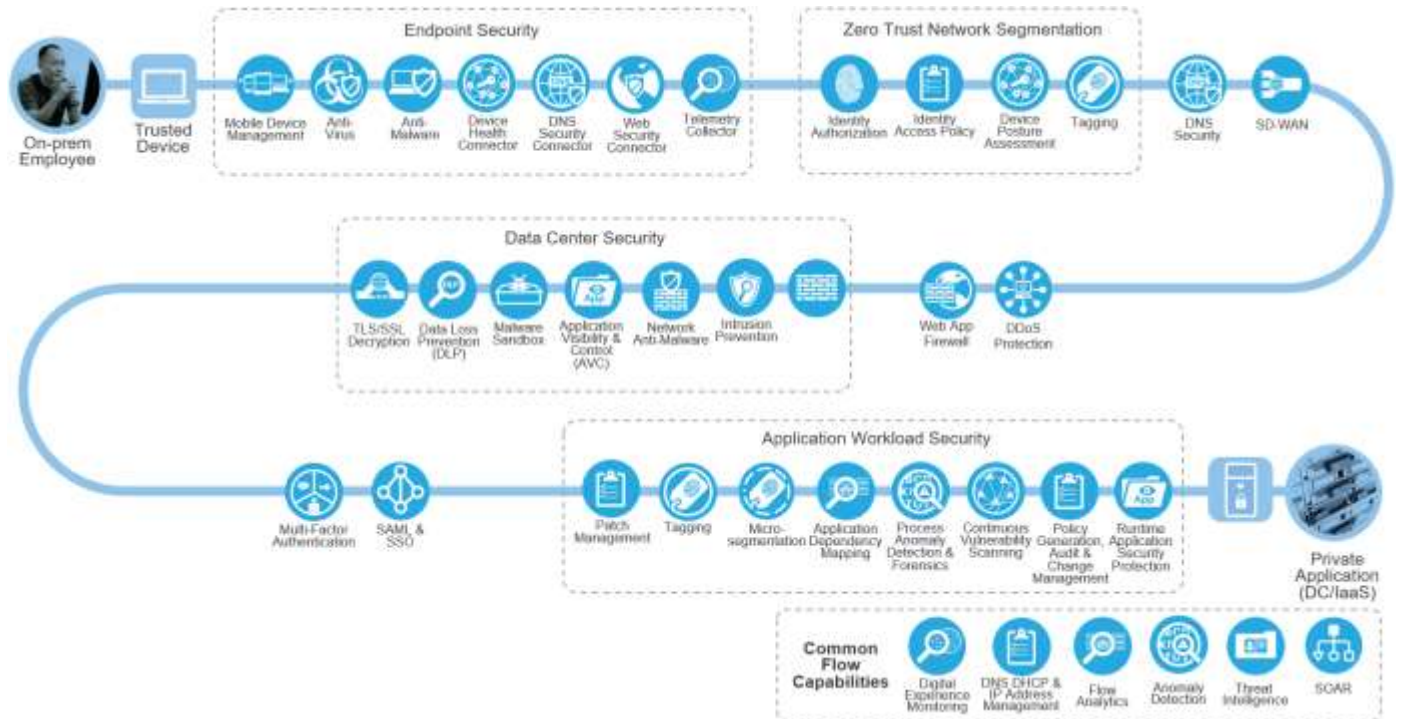 Endpoint Security
Zero Trust Network Segmentation
On-prem
Employee
Trusted
Device
Mobile Device
Management
Anti-
Virus
Anti-
Malware
Device
Health
Connector
DNS
Security
Connector
Web
Security
Connector
Telemetry
Collector
Identity
Authorization
Identity
Access Policy
Device
Posture
Assessment
Tagging
DNS
Security
SD-WAN
Data Center Security
TLS/SSL
Decryption
Data Loss
Prevention
(DLP)
Malware
Sandbox
App
Application
Visibility &
Control
(AVC)
Network
Anti-Malware
Intrusion
Prevention
Web App
Firewall
DDoS
Protection
Application Workload Security
Multi-Factor
Authentication
SAML &
SSO
Patch
Management
Tagging
Micro-
segmentation
Application
Dependency
Mapping
Process
Anomaly
Detection &
Forensics
Continuous
Vulnerability
Scanning
Policy
Generation,
Audit &
Change
Management
App
Runtime
Application
Security
Protection
Private
Application
(DC/IaaS)
Common
Flow
Capabilities
Digital
Experience
Monitoring
DNS DHCP &
IP Address
Management
Flow
Analytics
Anomaly
Detection
Threat
Intelligence
SOAR